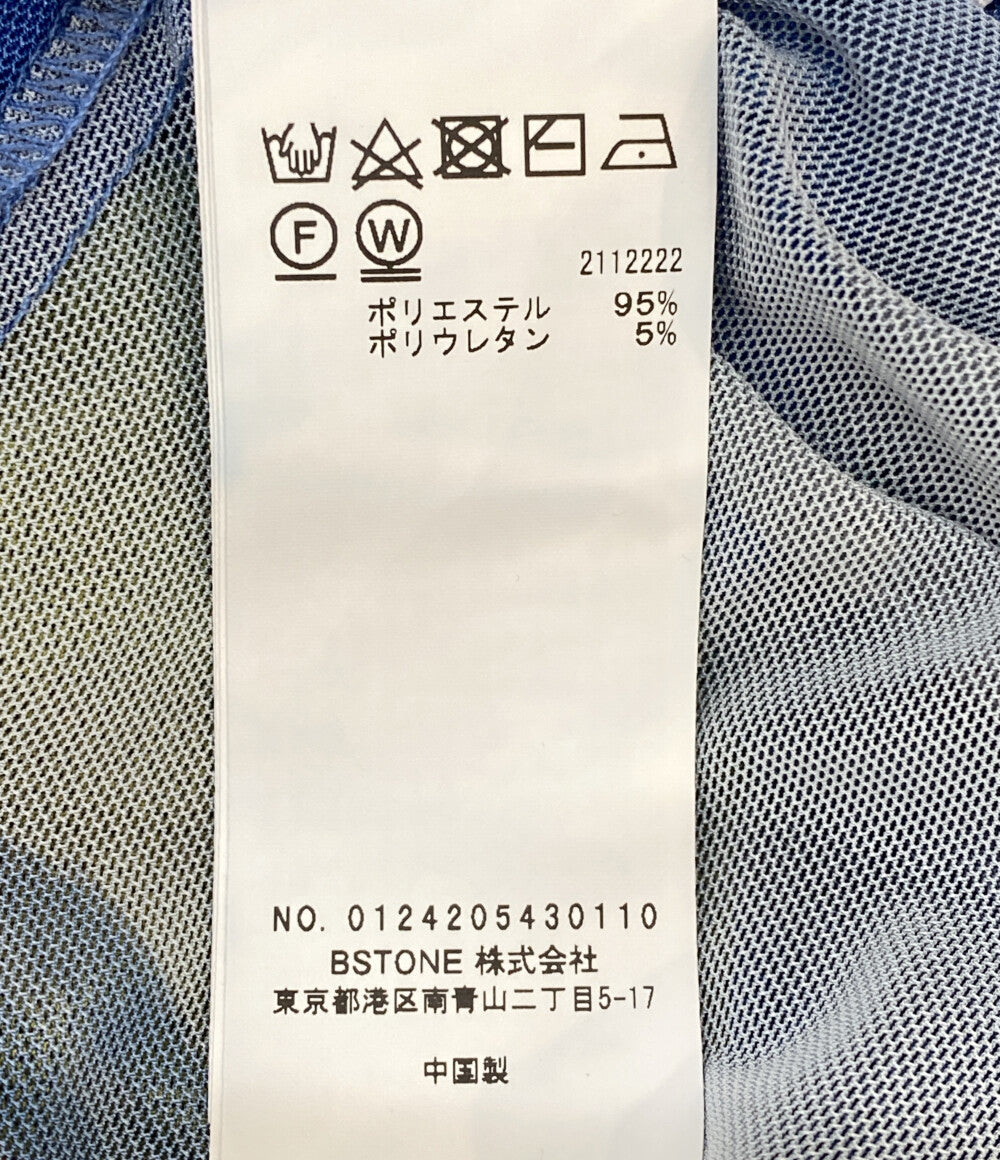 F W
2112222
ポリエステル 95%
ポリウレタン 5%
NO. 0124205430110
BSTONE 株式会社
東京都港区南青山二丁目5-17
中国製